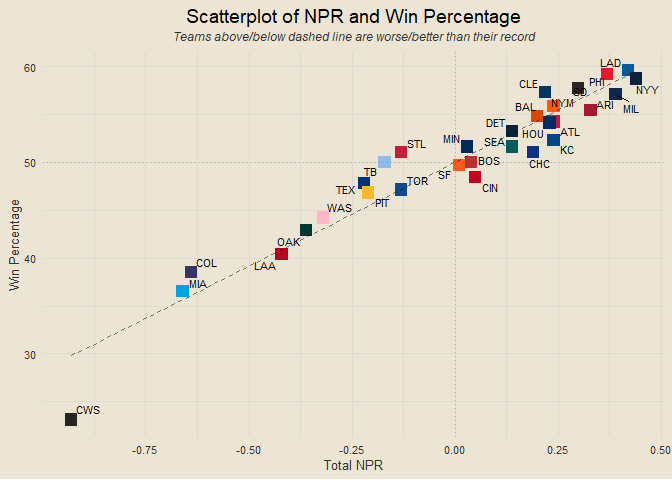 Scatterplot of NPR and Win Percentage
Teams above/below dashed line are worse/better than their record
Win Percentage
60
50
40
30
LAD
PHI
SD
NYY
CLE
NYM
ARI
MIL
BAL
DET
HOU
ATL
SEA
KC
CHC
MIN
STL
BOS
SF
CIN
TB
TOR
TEX
PIT
WAS
OAK
LAA
COL
MIA
CWS
-0.75
-0.50
-0.25
0.00
0.25
0.50
Total NPR